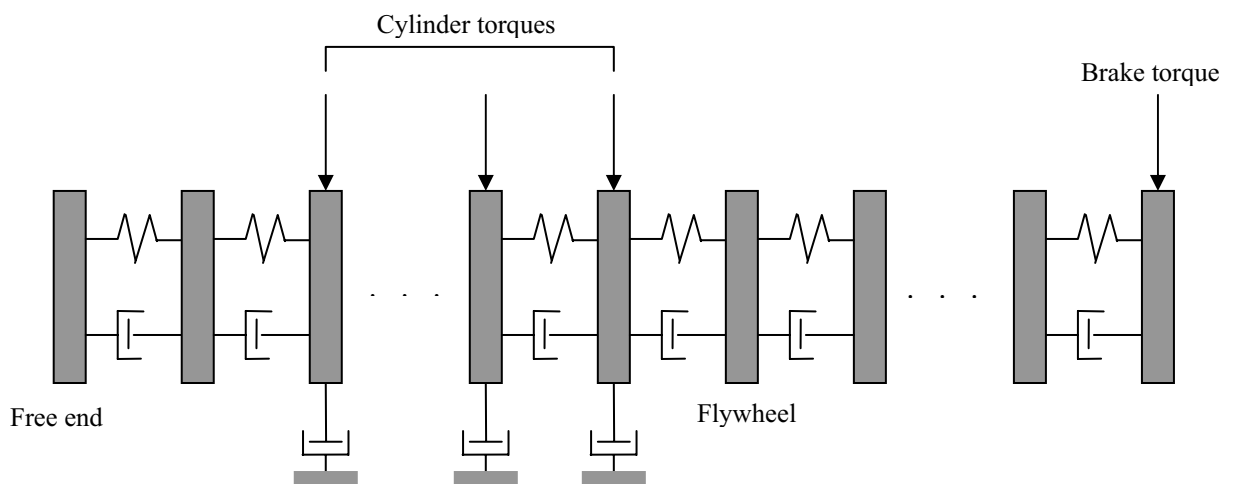 Cylinder torques
Brake torque
. . .
. . .
Free end
Flywheel